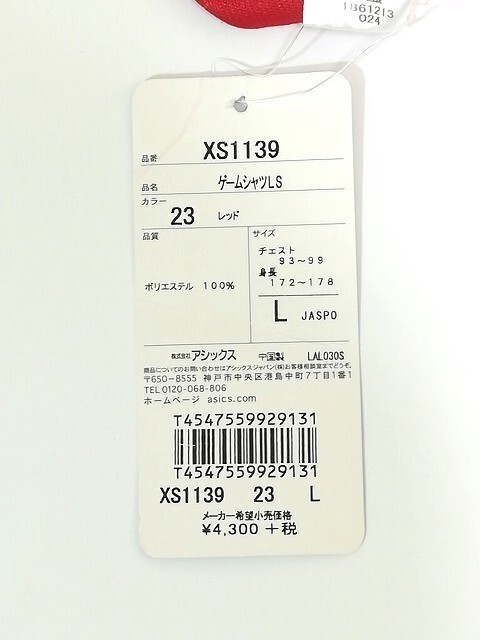 1861213
024
品番 XS1139
品名 ゲームシャツLS
カラー
23 レッド
品質
サイズ
チェスト
93～99
身長
172～178
ポリエステル 100%
L JASPO
株式会社アシックス 中国製 LAL030S
商品についてのお問い合わせはアシックスジャパン(株)お客様相談室までどうぞ。
〒650-8555 神戸市中央区港島中町7丁目1番1
TEL0120-068-806
ホームページ asics.com
T4547559929131
T4547559929131
XS1139 23 L
メーカー希望小売価格
¥4,300+税